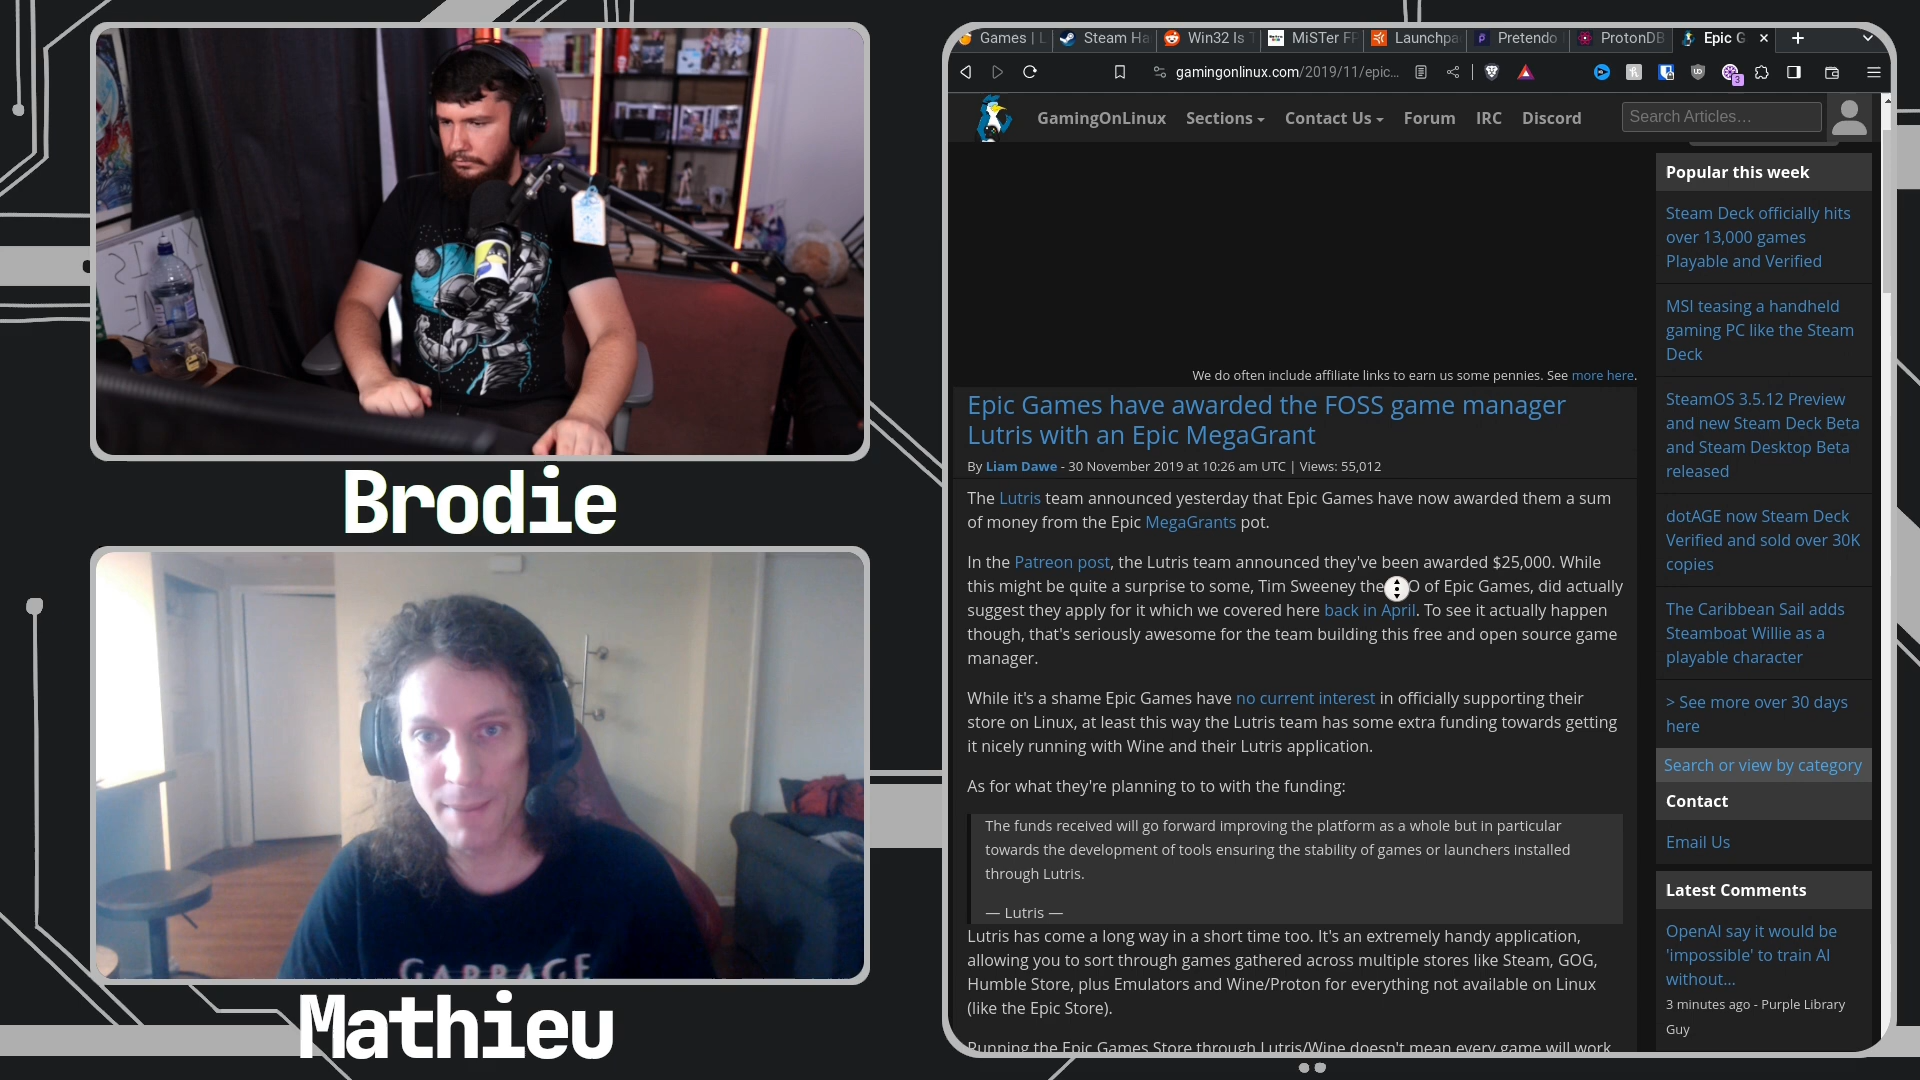 Brodie
GARBAGE
Mathieu
Games | L
Steam Ha
Win32 Is T
MiSTer FP
Launchpa
Pretendo
ProtonDB
Epic G
gamingonlinux.com/2019/11/epic...
3
GamingOnLinux
Sections
Contact Us
Forum
IRC
Discord
Search Articles...
We do often include affiliate links to earn us some pennies. See more here.
Epic Games have awarded the FOSS game manager
Lutris with an Epic MegaGrant
By Liam Dawe - 30 November 2019 at 10:26 am UTC | Views: 55,012
The Lutris team announced yesterday that Epic Games have now awarded them a sum
of money from the Epic MegaGrants pot.
In the Patreon post, the Lutris team announced they've been awarded $25,000. While
this might be quite a surprise to some, Tim Sweeney the O of Epic Games, did actually
suggest they apply for it which we covered here back in April. To see it actually happen
though, that's seriously awesome for the team building this free and open source game
manager.
While it's a shame Epic Games have no current interest in officially supporting their
store on Linux, at least this way the Lutris team has some extra funding towards getting
it nicely running with Wine and their Lutris application.
As for what they're planning to to with the funding:
The funds received will go forward improving the platform as a whole but in particular
towards the development of tools ensuring the stability of games or launchers installed
through Lutris.
— Lutris —
Lutris has come a long way in a short time too. It's an extremely handy application,
allowing you to sort through games gathered across multiple stores like Steam, GOG,
Humble Store, plus Emulators and Wine/Proton for everything not available on Linux
(like the Epic Store).
Running the Epic Games Store through Lutris/Wine doesn't mean every game will work
Popular this week
Steam Deck officially hits
over 13,000 games
Playable and Verified
MSI teasing a handheld
gaming PC like the Steam
Deck
SteamOS 3.5.12 Preview
and new Steam Deck Beta
and Steam Desktop Beta
released
dotAGE now Steam Deck
Verified and sold over 30K
copies
The Caribbean Sail adds
Steamboat Willie as a
playable character
> See more over 30 days
here
Search or view by category
Contact
Email Us
Latest Comments
OpenAI say it would be
'impossible' to train AI
without...
3 minutes ago - Purple Library
Guy